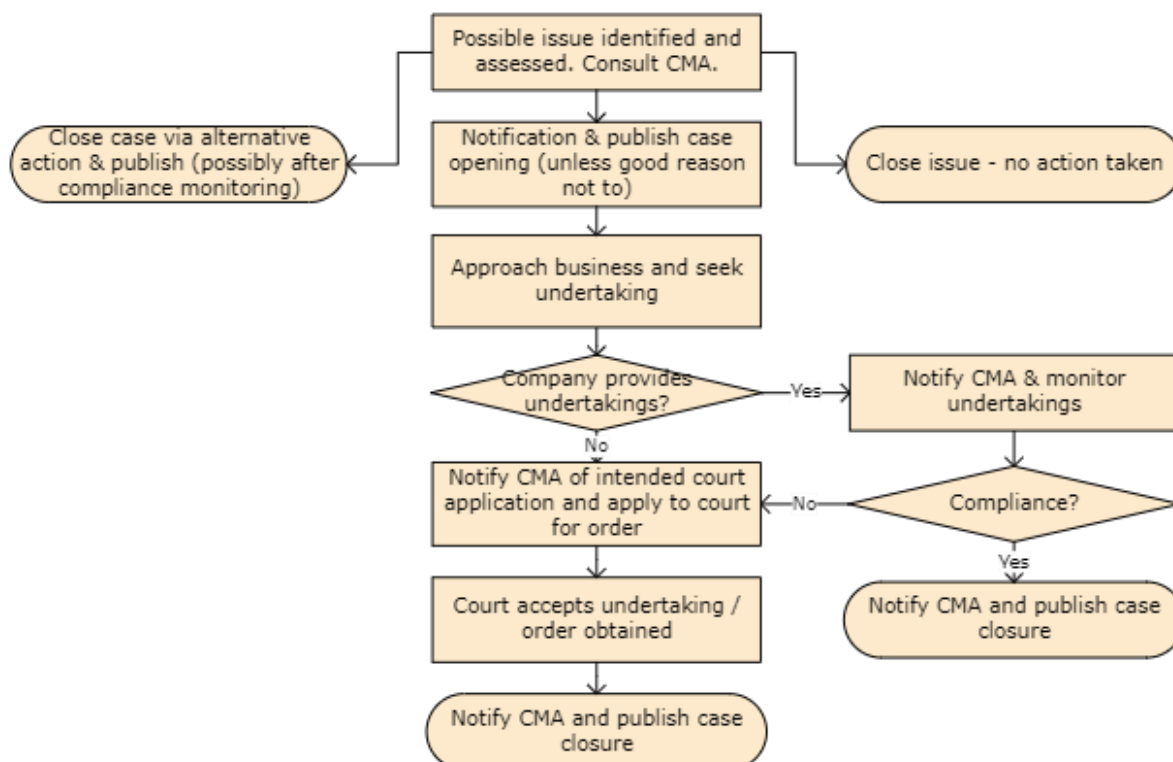 Possible issue identified and
assessed. Consult CMA.
Close case via alternative
action & publish (possibly after
compliance monitoring)
Notification & publish case
opening (unless good reason
not to)
Close issue - no action taken
Approach business and seek
undertaking
Company provides
undertakings?
Yes
Notify CMA & monitor
undertakings
No
Notify CMA of intended court
application and apply to court
for order
No
Compliance?
Yes
Court accepts undertaking /
order obtained
Notify CMA and publish case
closure
Notify CMA and publish case
closure